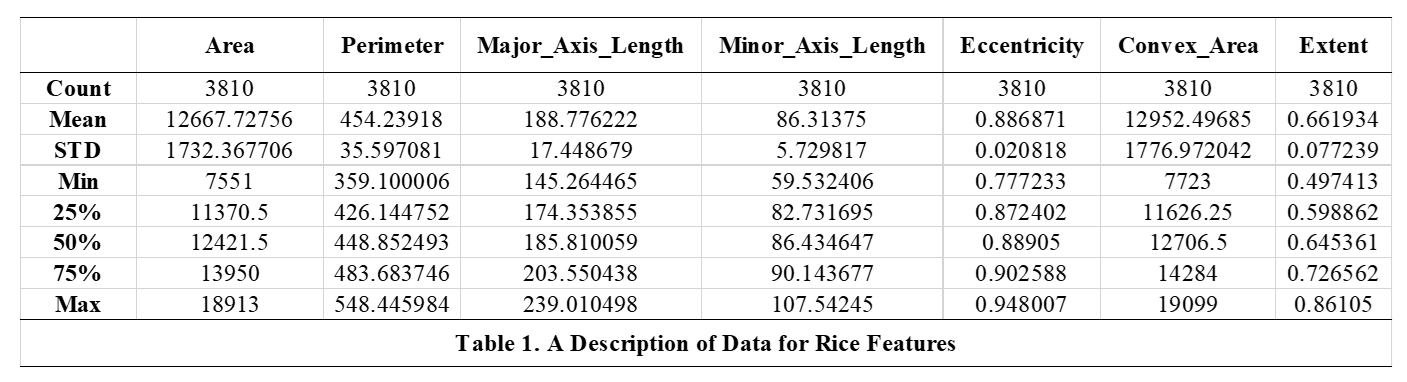 Area Perimeter Major_Axis_Length Minor_Axis_Length Eccentricity Convex_Area Extent
Count 3810 3810 3810 3810 3810 3810 3810
Mean 12667.72756 454.23918 188.776222 86.31375 0.886871 12952.49685 0.661934
STD 1732.367706 35.597081 17.448679 5.729817 0.020818 1776.972042 0.077239
Min 7551 359.100006 145.264465 59.532406 0.777233 7723 0.497413
25% 11370.5 426.144752 174.353855 82.731695 0.872402 11626.25 0.598862
50% 12421.5 448.852493 185.810059 86.434647 0.88905 12706.5 0.645361
75% 13950 483.683746 203.550438 90.143677 0.902588 14284 0.726562
Max 18913 548.445984 239.010498 107.54245 0.948007 19099 0.86105
Table 1. A Description of Data for Rice Features